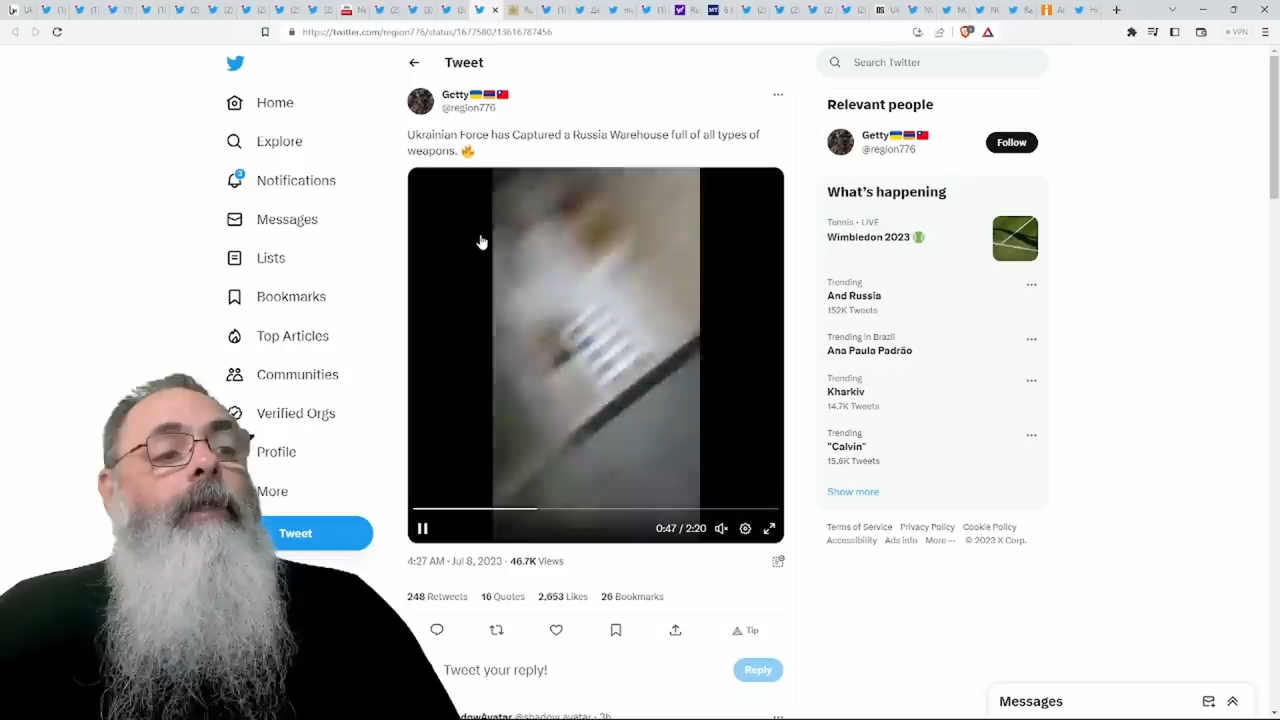 https://twitter.com/region776/status/1677580213616787456
VPN
Home
Explore
3
Notifications
Messages
Lists
Bookmarks
Top Articles
Communities
Verified Orgs
Profile
More
Tweet
Tweet
Getty
@region776
Ukrainian Force has Captured a Russia Warehouse full of all types of
weapons.
0:47 / 2:20
4:27 AM · Jul 8, 2023 · 46.7K Views
248 Retweets 16 Quotes 2,653 Likes 26 Bookmarks
Tip
Tweet your reply!
Reply
@shadow_avatar · 3h
Search Twitter
Relevant people
Getty
@region776
Follow
What's happening
Tennis · LIVE
Wimbledon 2023
Trending
And Russia
152K Tweets
Trending in Brazil
Ana Paula Padrão
Trending
Kharkiv
14.7K Tweets
Trending
"Calvin"
15.6K Tweets
Show more
Terms of Service Privacy Policy Cookie Policy
Accessibility Ads info More ··· © 2023 X Corp.
Messages